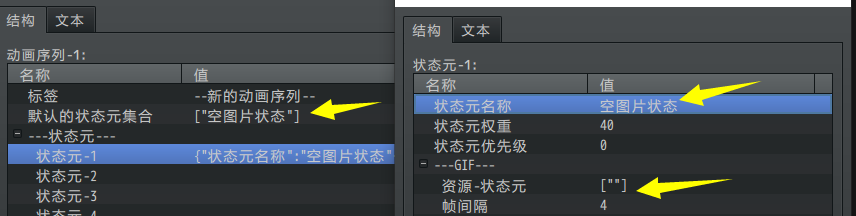 结构 文本
动画序列-1:
名称 值
标签 --新的动画序列--
默认的状态元集合 ["空图片状态"]
---状态元---
状态元-1 {"状态元名称":"空图片状态"
状态元-2
状态元-3
结构 文本
状态元-1:
名称 值
状态元名称 空图片状态
状态元权重 40
状态元优先级 0
---GIF---
资源-状态元 [""]
帧间隔 4